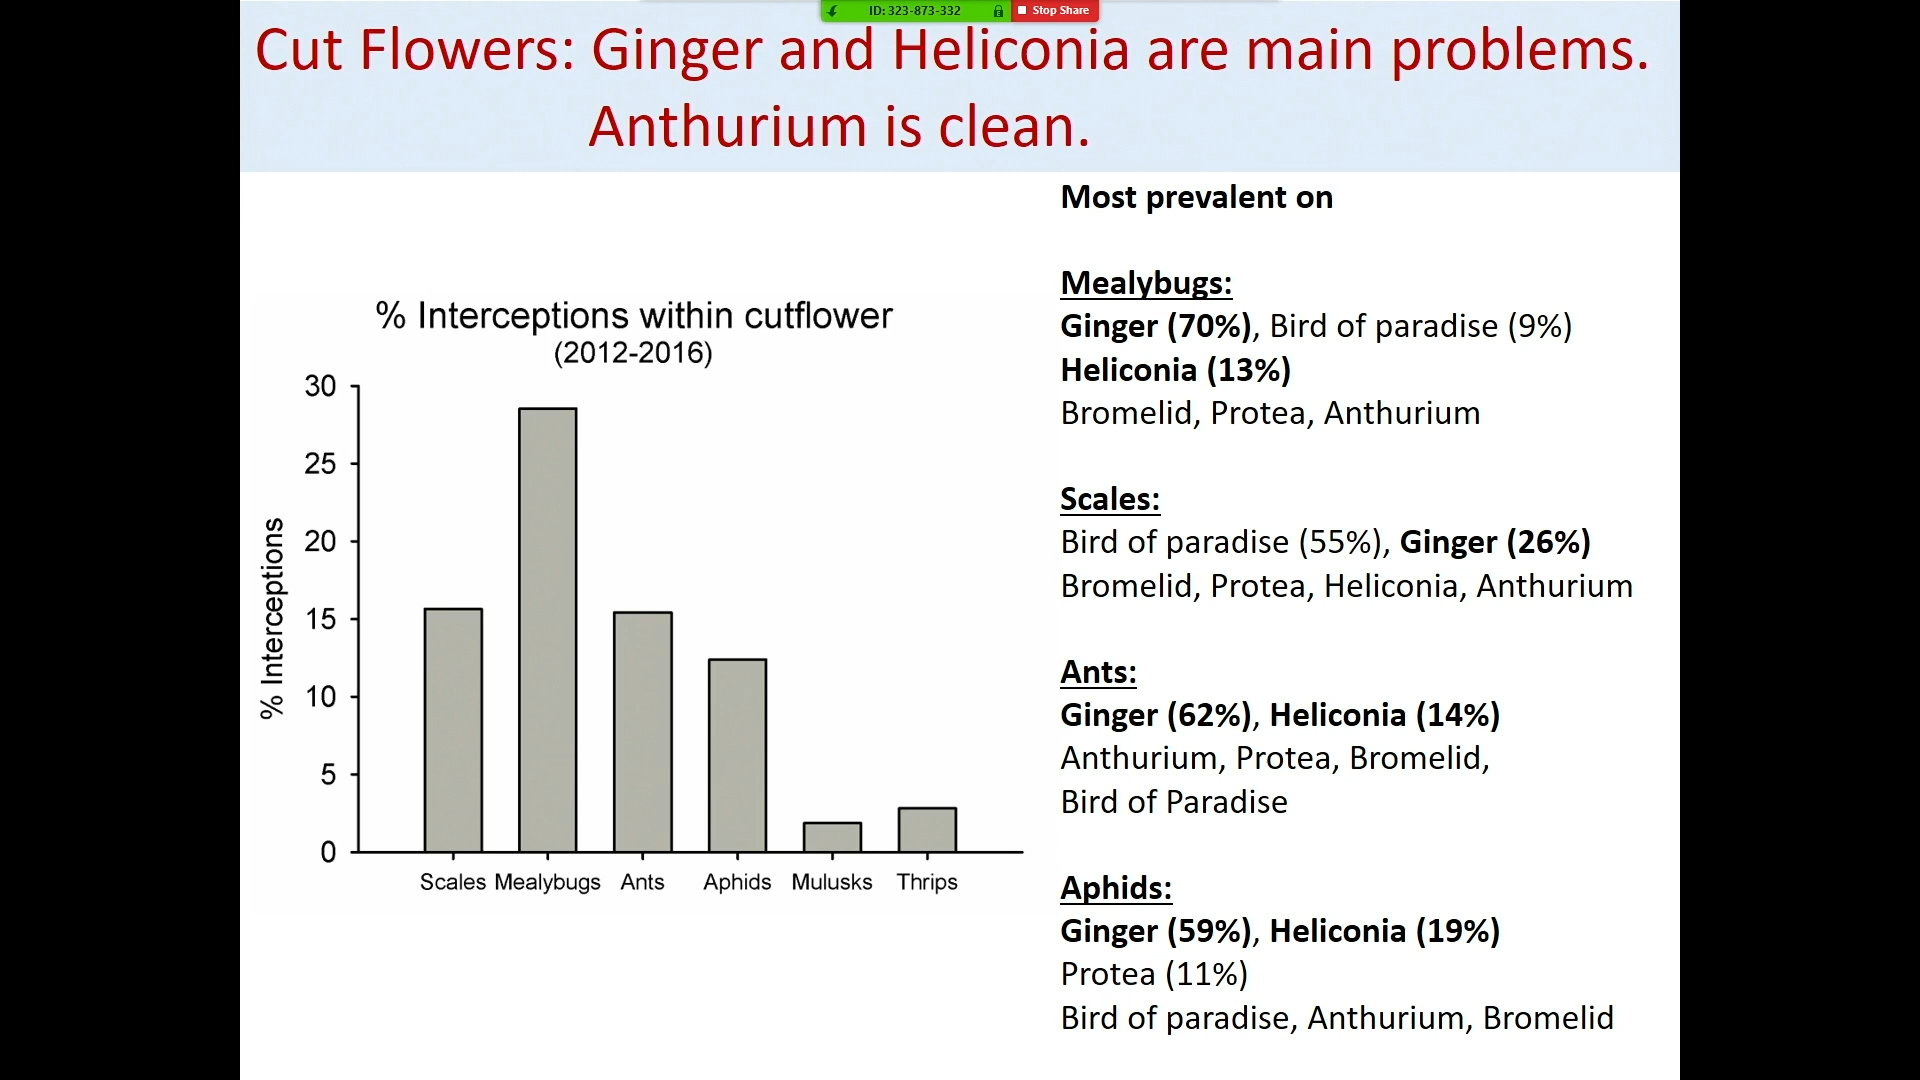 ID: 323-873-332
Stop Share
Cut Flowers: Ginger and Heliconia are main problems.
Anthurium is clean.
% Interceptions within cutflower
(2012-2016)
% Interceptions
30
25
20
15
10
5
0
Scales Mealybugs Ants Aphids Mulusks Thrips
Most prevalent on
Mealybugs:
Ginger (70%), Bird of paradise (9%)
Heliconia (13%)
Bromelid, Protea, Anthurium
Scales:
Bird of paradise (55%), Ginger (26%)
Bromelid, Protea, Heliconia, Anthurium
Ants:
Ginger (62%), Heliconia (14%)
Anthurium, Protea, Bromelid,
Bird of Paradise
Aphids:
Ginger (59%), Heliconia (19%)
Protea (11%)
Bird of paradise, Anthurium, Bromelid